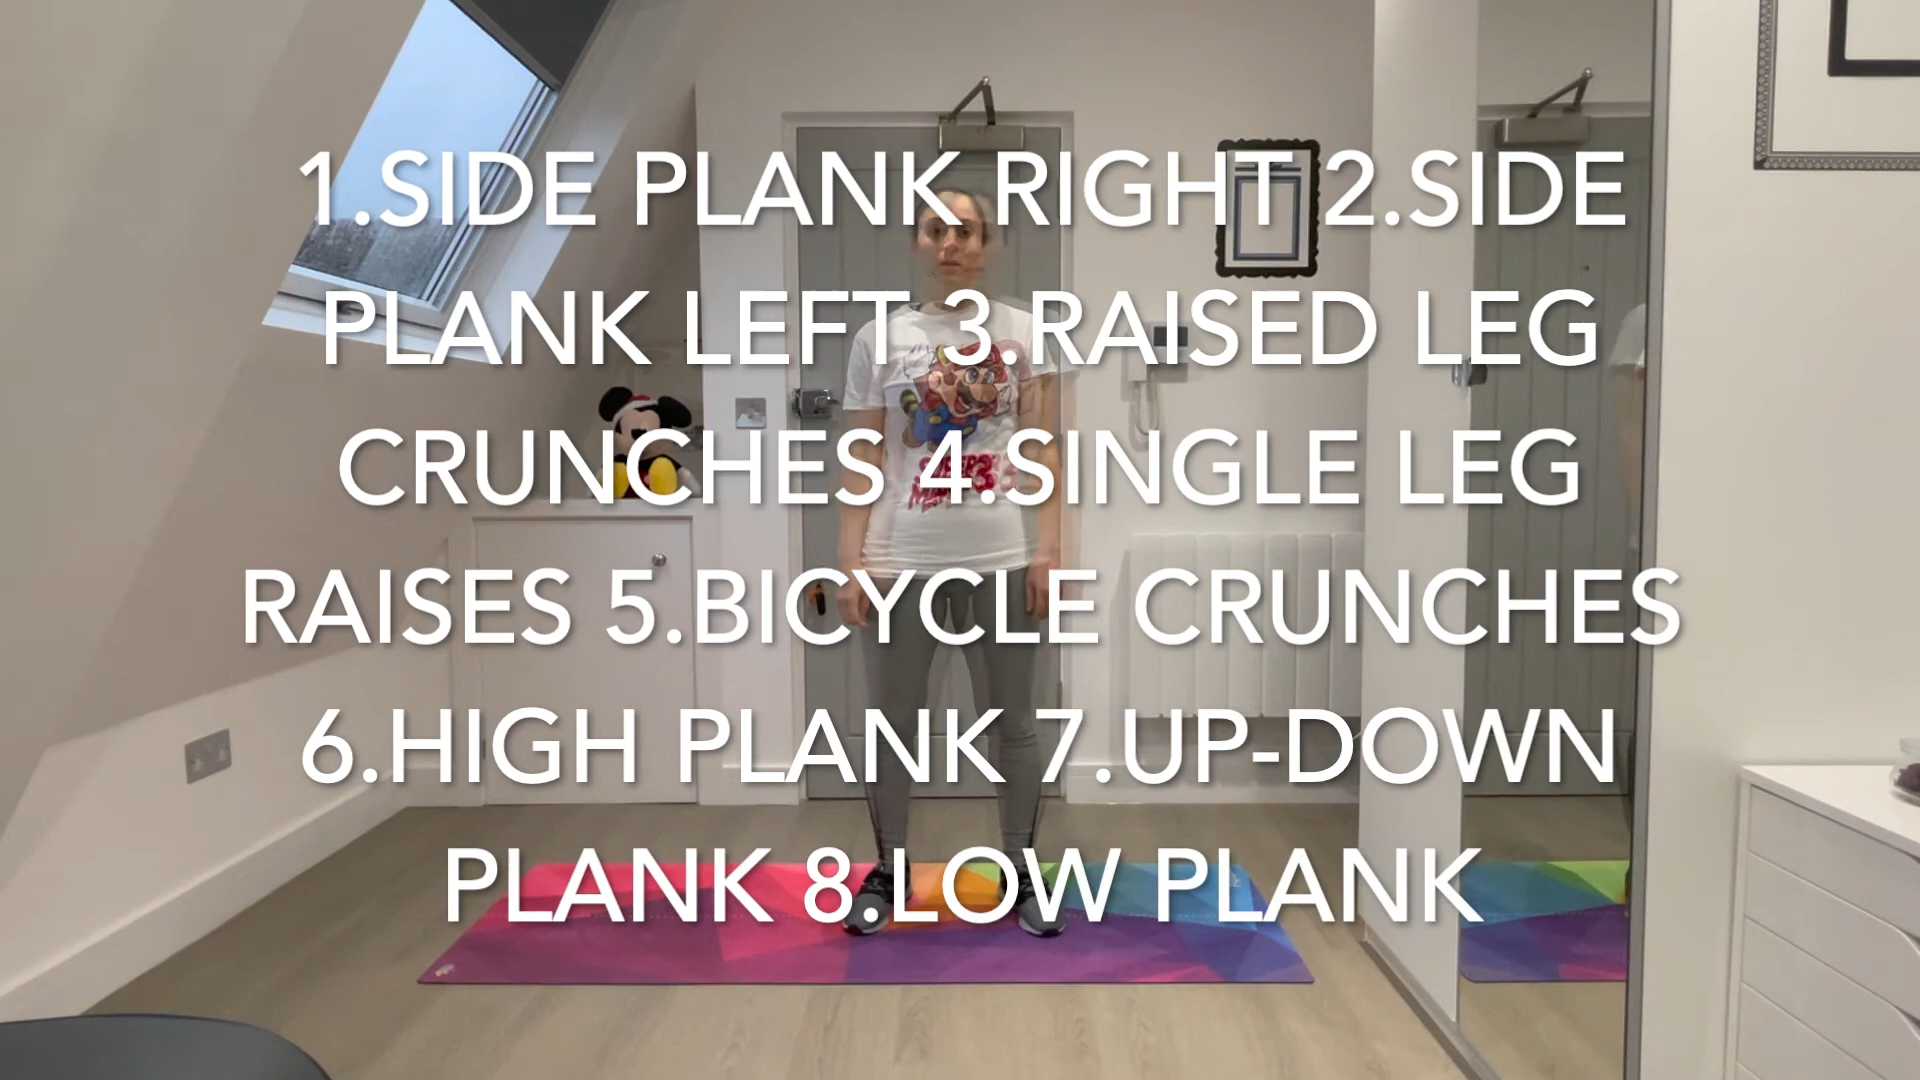 1.SIDE PLANK RIGHT 2.SIDE
PLANK LEFT 3.RAISED LEG
CRUNCHES 4.SINGLE LEG
RAISES 5.BICYCLE CRUNCHES
6.HIGH PLANK 7.UP-DOWN
PLANK 8.LOW PLANK